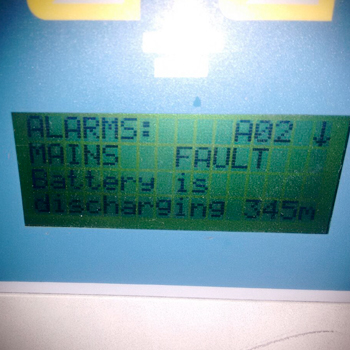 ALARMS: A02 ↓
MAINS FAULT
Battery is
discharging 345m